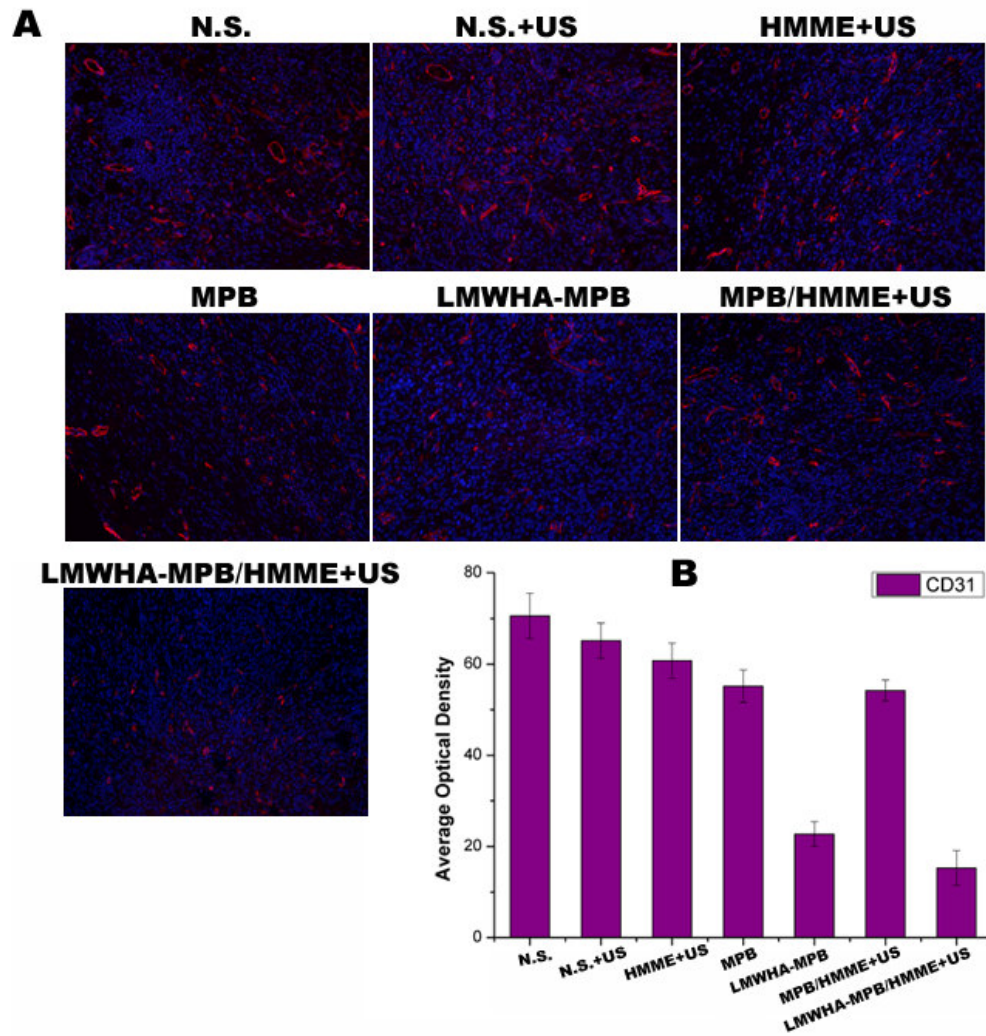 A
N.S.
N.S.+US
HMME+US
MPB
LMWHA-MPB
MPB/HMME+US
LMWHA-MPB/HMME+US
B
CD31
Average Optical Density
80
60
40
20
0
N.S.
N.S.+US
HMME+US
MPB
LMWHA-MPB
MPB/HMME+US
LMWHA-MPB/HMME+US